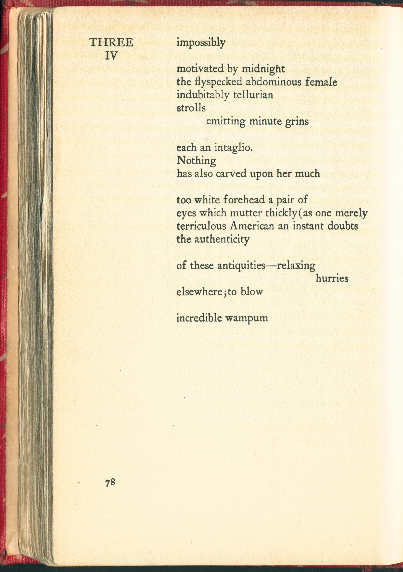 THREE
IV
impossibly
motivated by midnight
the flyspecked abdominous female
indubitably tellurian
strolls
emitting minute grins
each an intaglio.
Nothing
has also carved upon her much
too white forehead a pair of
eyes which mutter thickly(as one merely
terriculous American an instant doubts
the authenticity
of these antiquities—relaxing
hurries
elsewhere;to blow
incredible wampum
78